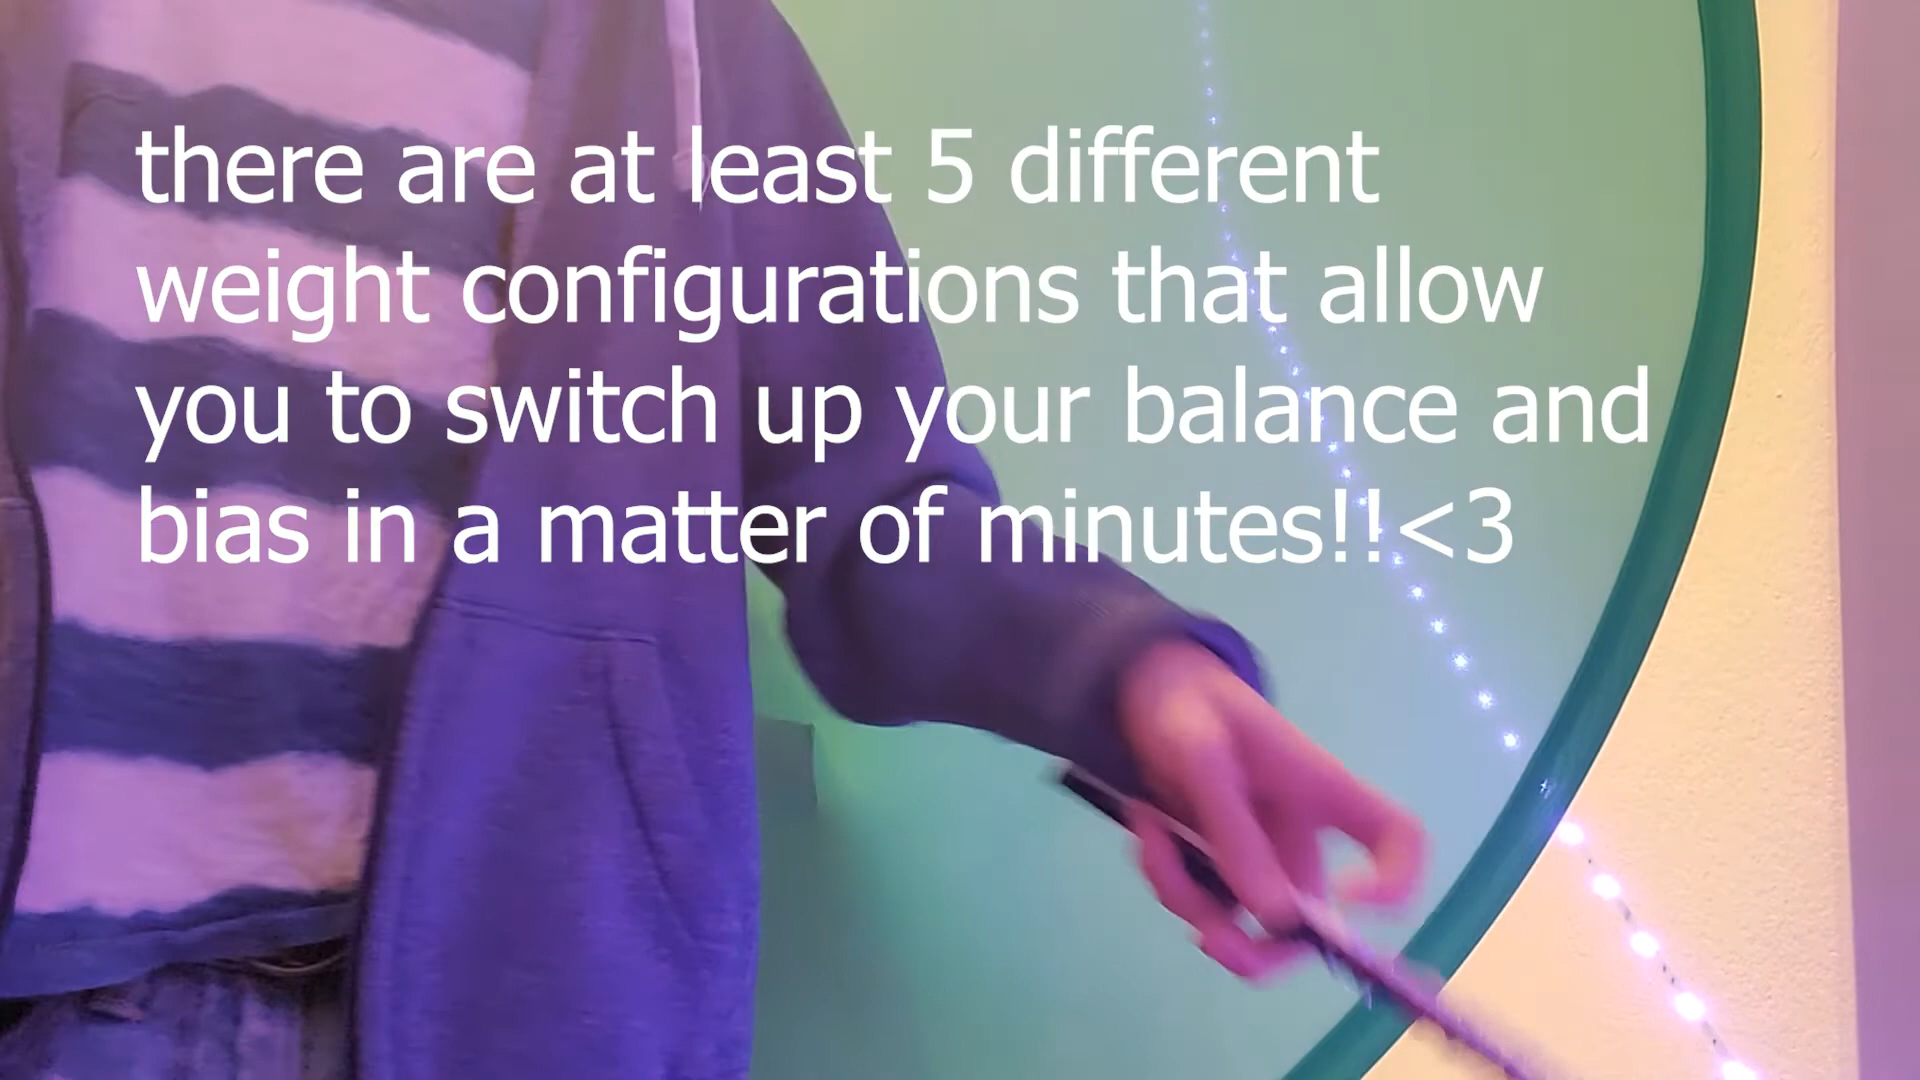 there are at least 5 different
weight configurations that allow
you to switch up your balance and
bias in a matter of minutes!!<3